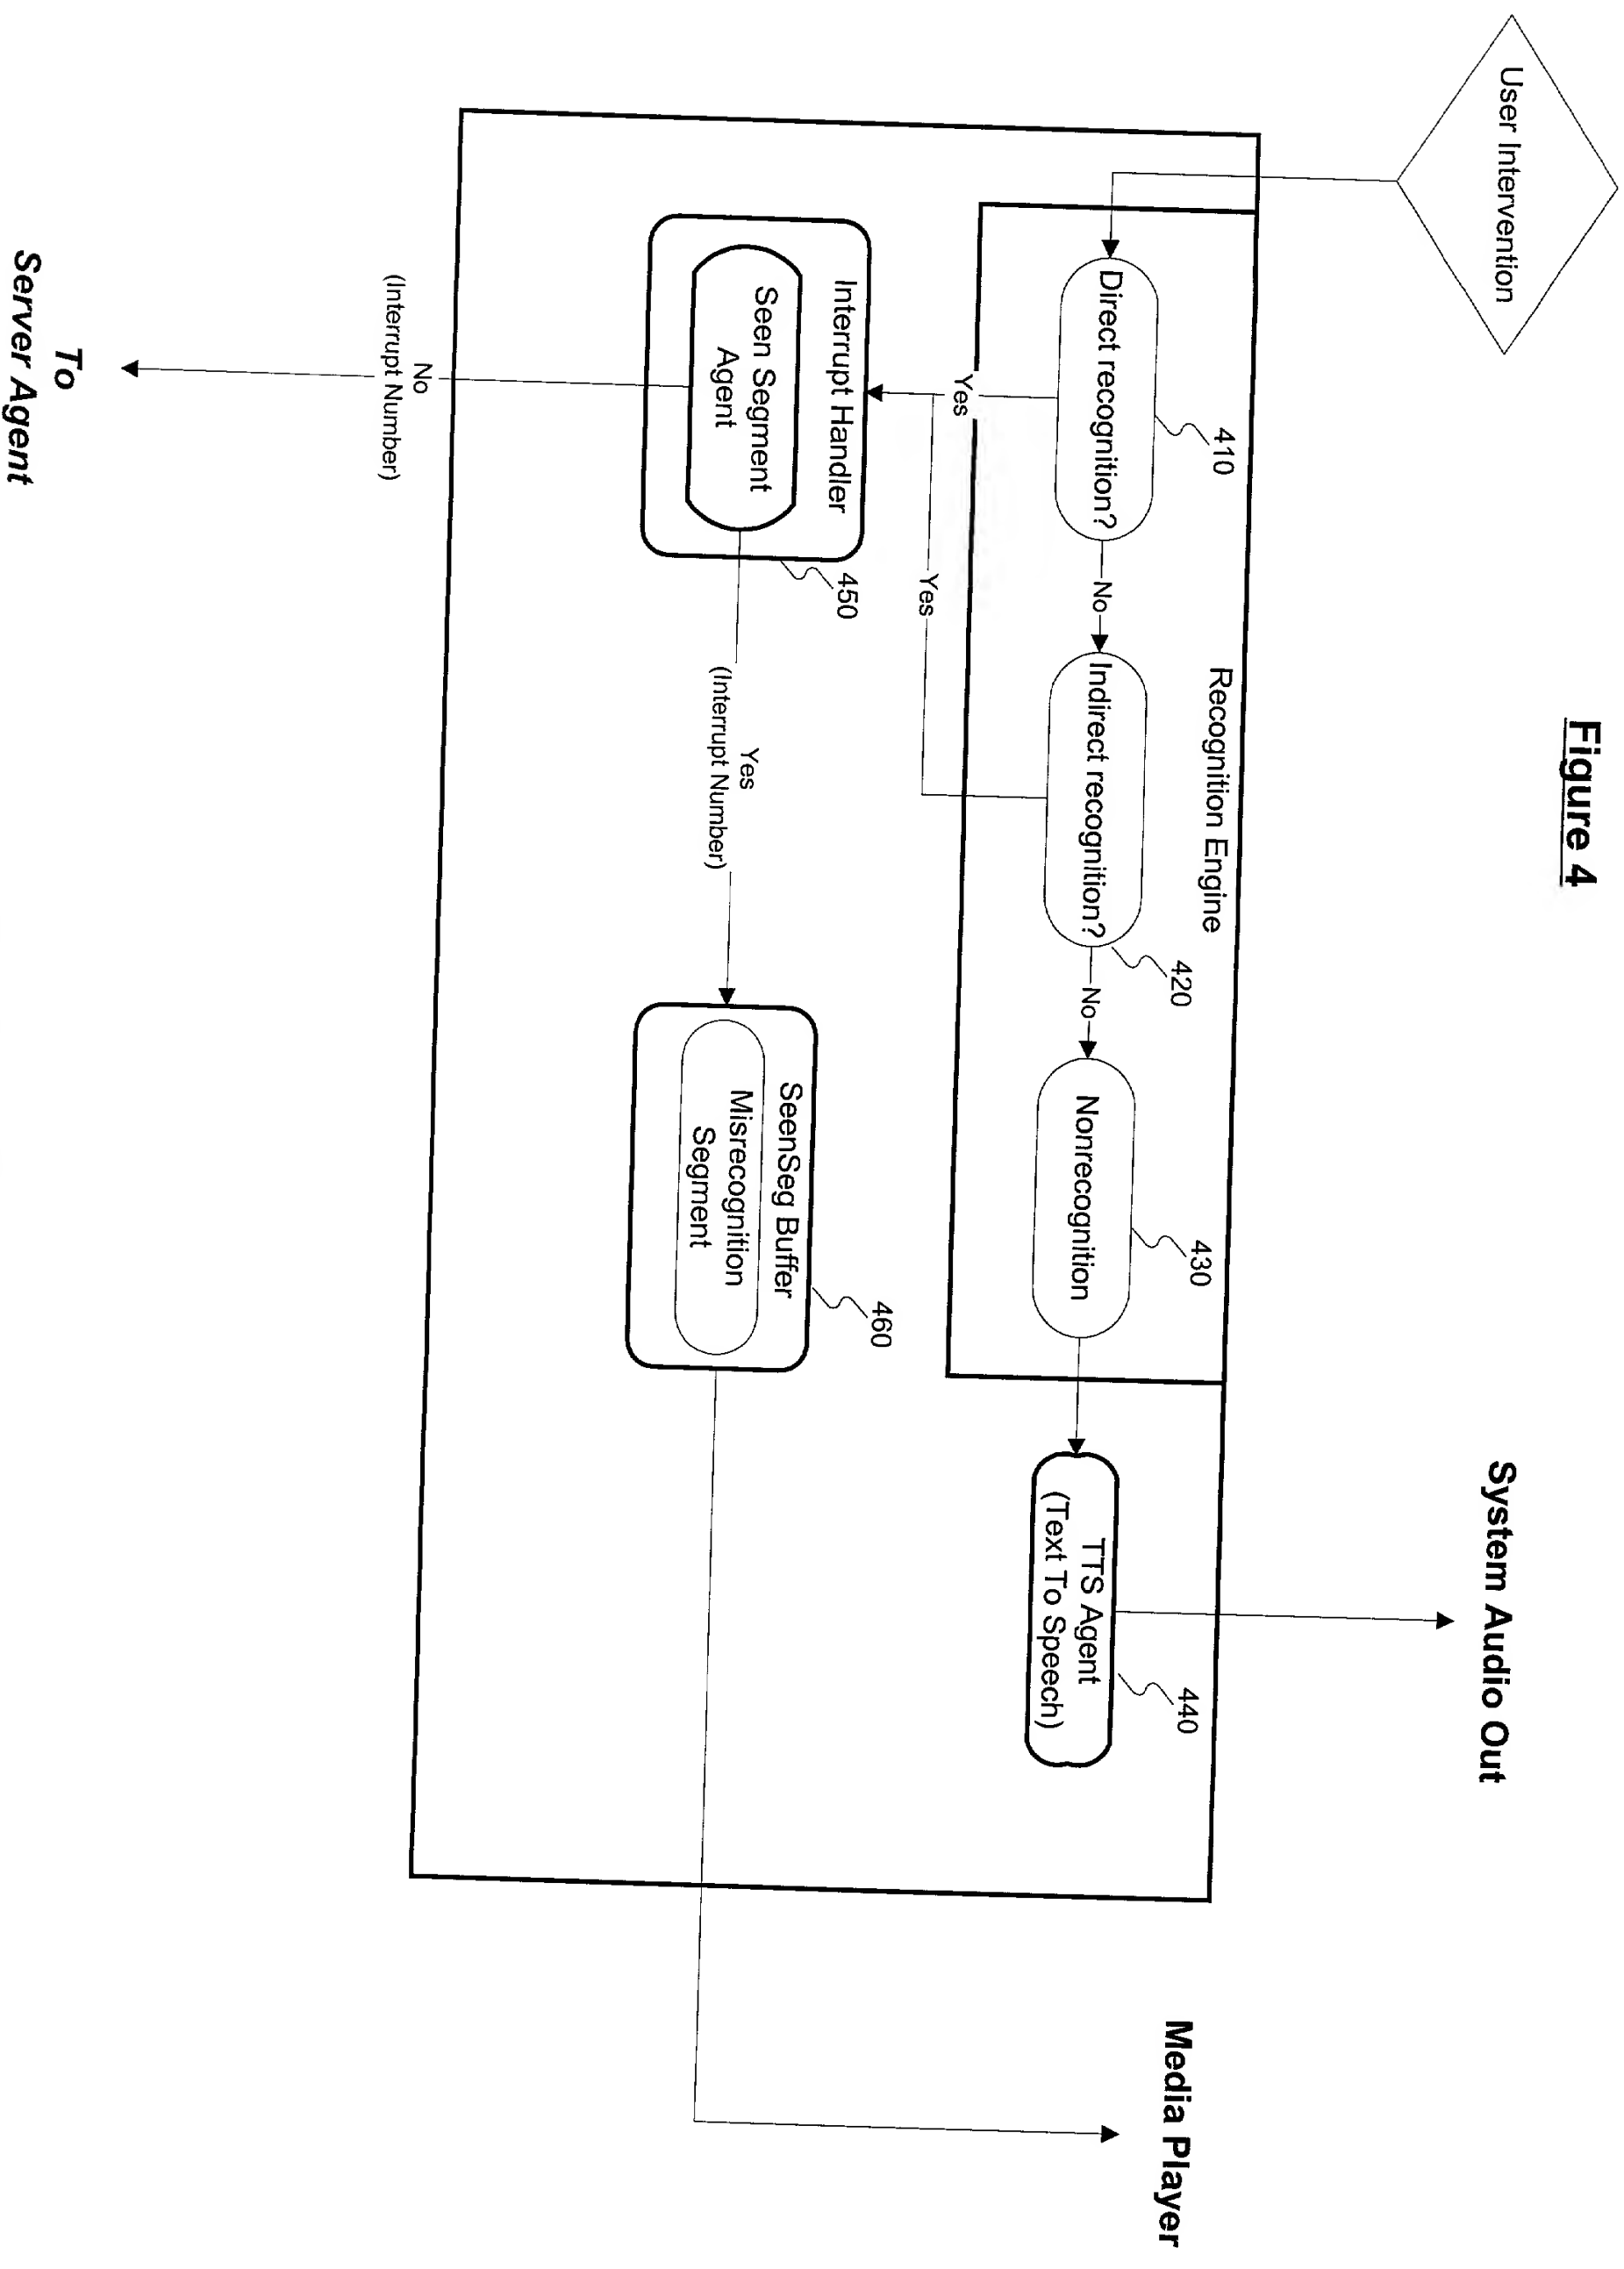 Figure 4
User Intervention
System Audio Out
Media Player
Recognition Engine
410
Direct recognition?
No
420
Indirect recognition?
No
430
Nonrecognition
440
TTS Agent
(Text To Speech)
Yes
Yes
Interrupt Handler
450
Seen Segment
Agent
Yes
(Interrupt Number)
460
SeenSeg Buffer
Misrecognition
Segment
No
(Interrupt Number)
To
Server Agent